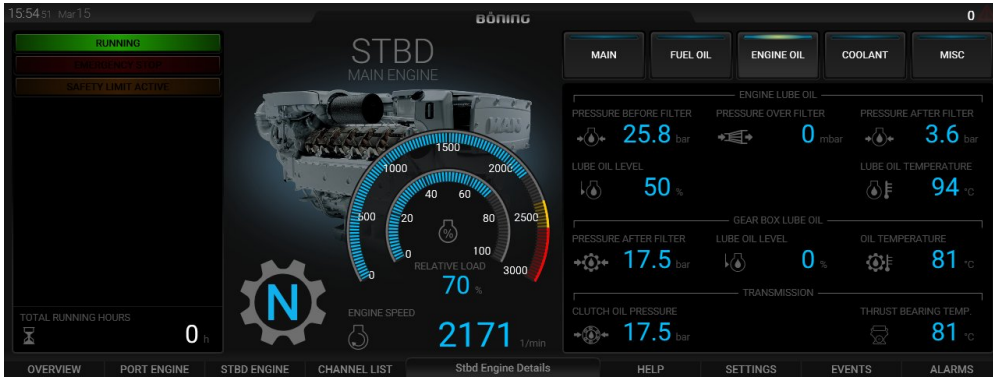 15:54 51 Mar 15
BÖNING
0
RUNNING
EMERGENCY STOP
SAFETY LIMIT ACTIVE
TOTAL RUNNING HOURS
0 h
STBD
MAIN ENGINE
MAN
0 500 1000 1500 2000 2500 3000
0 20 40 60 80 100
%
RELATIVE LOAD
70 %
N
ENGINE SPEED
2171 1/min
MAIN FUEL OIL ENGINE OIL COOLANT MISC
ENGINE LUBE OIL
PRESSURE BEFORE FILTER PRESSURE OVER FILTER PRESSURE AFTER FILTER
25.8 bar 0 mbar 3.6 bar
LUBE OIL LEVEL LUBE OIL TEMPERATURE
50 % 94 °C
GEAR BOX LUBE OIL
PRESSURE AFTER FILTER LUBE OIL LEVEL OIL TEMPERATURE
17.5 bar 0 % 81 °C
TRANSMISSION
CLUTCH OIL PRESSURE THRUST BEARING TEMP.
17.5 bar 81 °C
OVERVIEW PORT ENGINE STBD ENGINE CHANNEL LIST Stbd Engine Details HELP SETTINGS EVENTS ALARMS